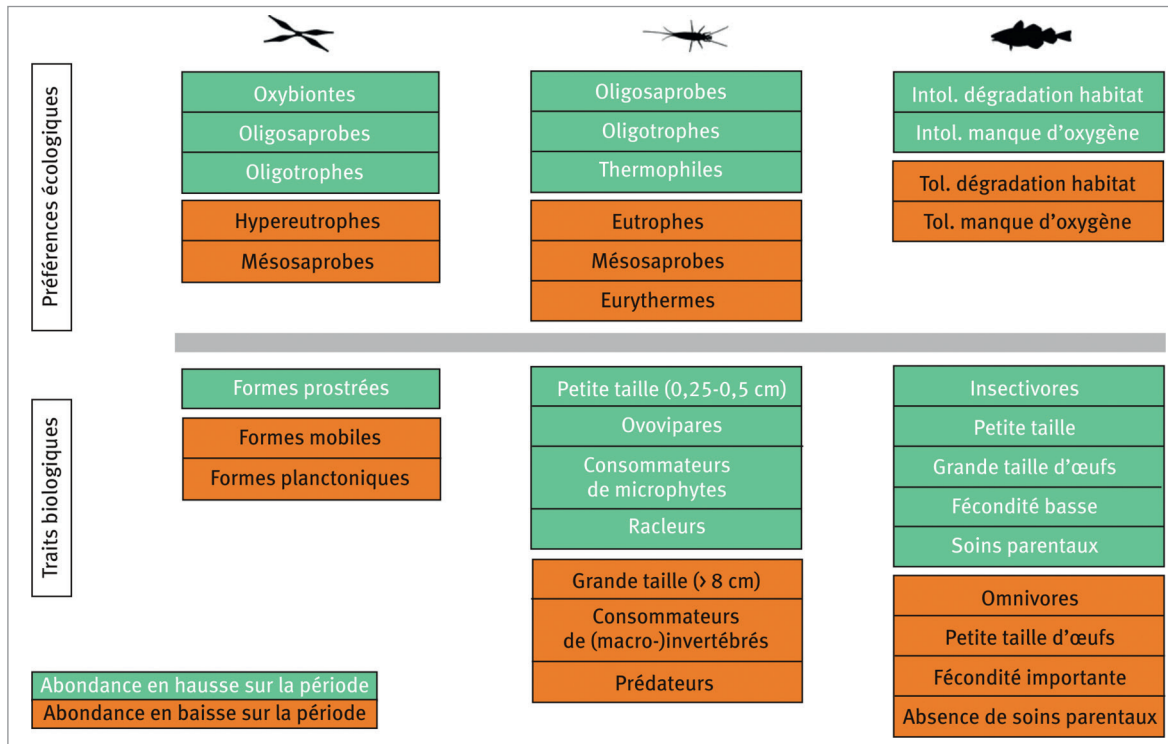 Préférences écologiques
Oxybiontes
Oligosaprobes
Oligotrophes
Hypereutrophes
Mésosaprobes
Oligosaprobes
Oligotrophes
Thermophiles
Eutrophes
Mésosaprobes
Eurythermes
Intol. dégradation habitat
Intol. manque d'oxygène
Tol. dégradation habitat
Tol. manque d'oxygène
Traits biologiques
Formes prostrées
Formes mobiles
Formes planctoniques
Petite taille (0,25-0,5 cm)
Ovovipares
Consommateurs
de microphytes
Racleurs
Grande taille (> 8 cm)
Consommateurs
de (macro-)invertébrés
Prédateurs
Insectivores
Petite taille
Grande taille d'œufs
Fécondité basse
Soins parentaux
Omnivores
Petite taille d'œufs
Fécondité importante
Absence de soins parentaux
Abondance en hausse sur la période
Abondance en baisse sur la période